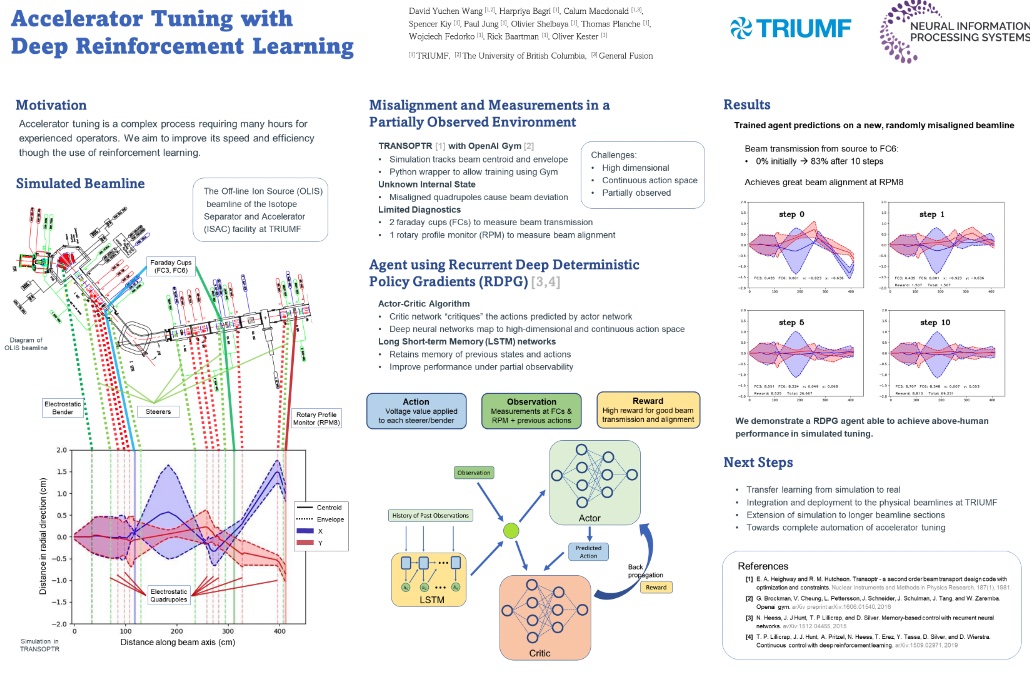 Accelerator Tuning with
Deep Reinforcement Learning
David Yuchen Wang [1,2], Harpriya Bagri [1], Calum Macdonald [1,3],
Spencer Kiy [1], Paul Jung [1], Olivier Shelbaya [1], Thomas Planche [1],
Wojciech Fedorko [1], Rick Baartman [1], Oliver Kester [1]
[1]TRIUMF, [2]The University of British Columbia, [3]General Fusion
TRIUMF
NEURAL INFORMATION
PROCESSING SYSTEMS
Motivation
Accelerator tuning is a complex process requiring many hours for
experienced operators. We aim to improve its speed and efficiency
though the use of reinforcement learning.
Simulated Beamline
The Off-line Ion Source (OLIS)
beamline of the Isotope
Separator and Accelerator
(ISAC) facility at TRIUMF
Faraday Cups
(FC3, FC6)
Diagram of
OLIS beamline
Electrostatic
Bender
Steerers
Rotary Profile
Monitor (RPM8)
Distance in radial direction (cm)
2.0
1.5
1.0
0.5
0.0
−0.5
−1.0
−1.5
−2.0
Centroid
Envelope
X
Y
Electrostatic
Quadrupoles
0 100 200 300 400
Distance along beam axis (cm)
Simulation in
TRANSOPTR
Misalignment and Measurements in a
Partially Observed Environment
TRANSOPTR [1] with OpenAI Gym [2]
• Simulation tracks beam centroid and envelope
• Python wrapper to allow training using Gym
Unknown Internal State
• Misaligned quadrupoles cause beam deviation
Limited Diagnostics
• 2 faraday cups (FCs) to measure beam transmission
• 1 rotary profile monitor (RPM) to measure beam alignment
Challenges:
• High dimensional
• Continuous action space
• Partially observed
Agent using Recurrent Deep Deterministic
Policy Gradients (RDPG) [3,4]
Actor-Critic Algorithm
• Critic network “critiques” the actions predicted by actor network
• Deep neural networks map to high-dimensional and continuous action space
Long Short-term Memory (LSTM) networks
• Retains memory of previous states and actions
• Improve performance under partial observability
Action
Voltage value applied
to each steerer/bender
Observation
Measurements at FCs &
RPM + previous actions
Reward
High reward for good beam
transmission and alignment
Observation
History of Past Observations
LSTM
Actor
Predicted
Action
Back
propagation
Reward
Critic
Results
Trained agent predictions on a new, randomly misaligned beamline
Beam transmission from source to FC6:
• 0% initially → 83% after 10 steps
Achieves great beam alignment at RPM8
step 0
step 1
step 5
step 10
We demonstrate a RDPG agent able to achieve above-human
performance in simulated tuning.
Next Steps
• Transfer learning from simulation to real
• Integration and deployment to the physical beamlines at TRIUMF
• Extension of simulation to longer beamline sections
• Towards complete automation of accelerator tuning
References
[1] E. A. Heighway and R. M. Hutcheon. Transoptr - a second order beam transport design code with
optimization and constraints. Nuclear Instruments and Methods in Physics Research, 187(1), 1981
[2] G. Brockman, V. Cheung, L. Pettersson, J. Schneider, J. Schulman, J. Tang, and W. Zaremba.
Openai gym. arXiv preprint arXiv:1606.01540, 2016
[3] N. Heess, J. J Hunt, T. P Lillicrap, and D. Silver. Memory-based control with recurrent neural
networks. arXiv:1512.04455, 2015
[4] T. P. Lillicrap, J. J. Hunt, A. Pritzel, N. Heess, T. Erez, Y. Tassa, D. Silver, and D. Wierstra.
Continuous control with deep reinforcement learning. arXiv:1509.02971, 2019